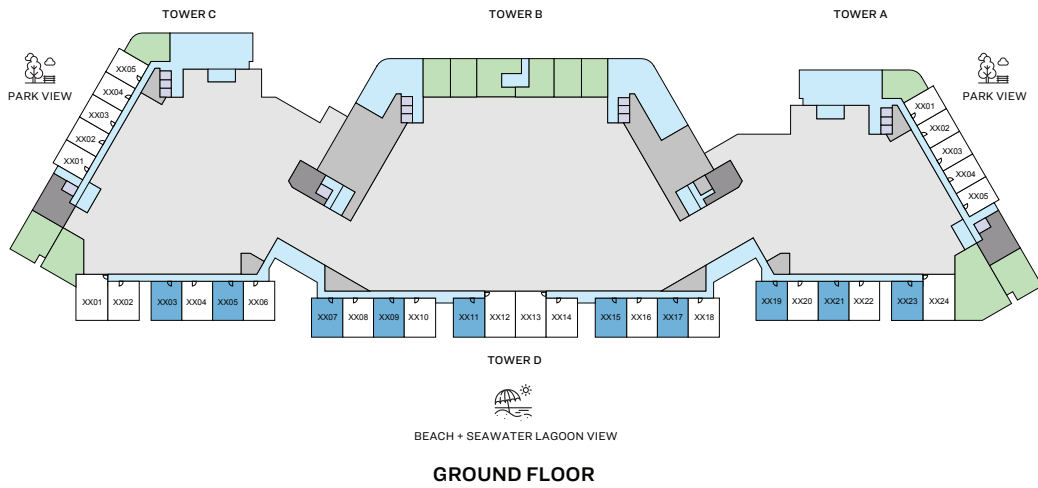 TOWER C
TOWER B
TOWER A
PARK VIEW
PARK VIEW
XX05
XX04
XX03
XX02
XX01
XX01
XX02
XX03
XX04
XX05
XX01
XX02
XX03
XX04
XX05
XX06
XX07
XX08
XX09
XX10
XX11
XX12
XX13
XX14
XX15
XX16
XX17
XX18
XX19
XX20
XX21
XX22
XX23
XX24
TOWER D
BEACH + SEAWATER LAGOON VIEW
GROUND FLOOR